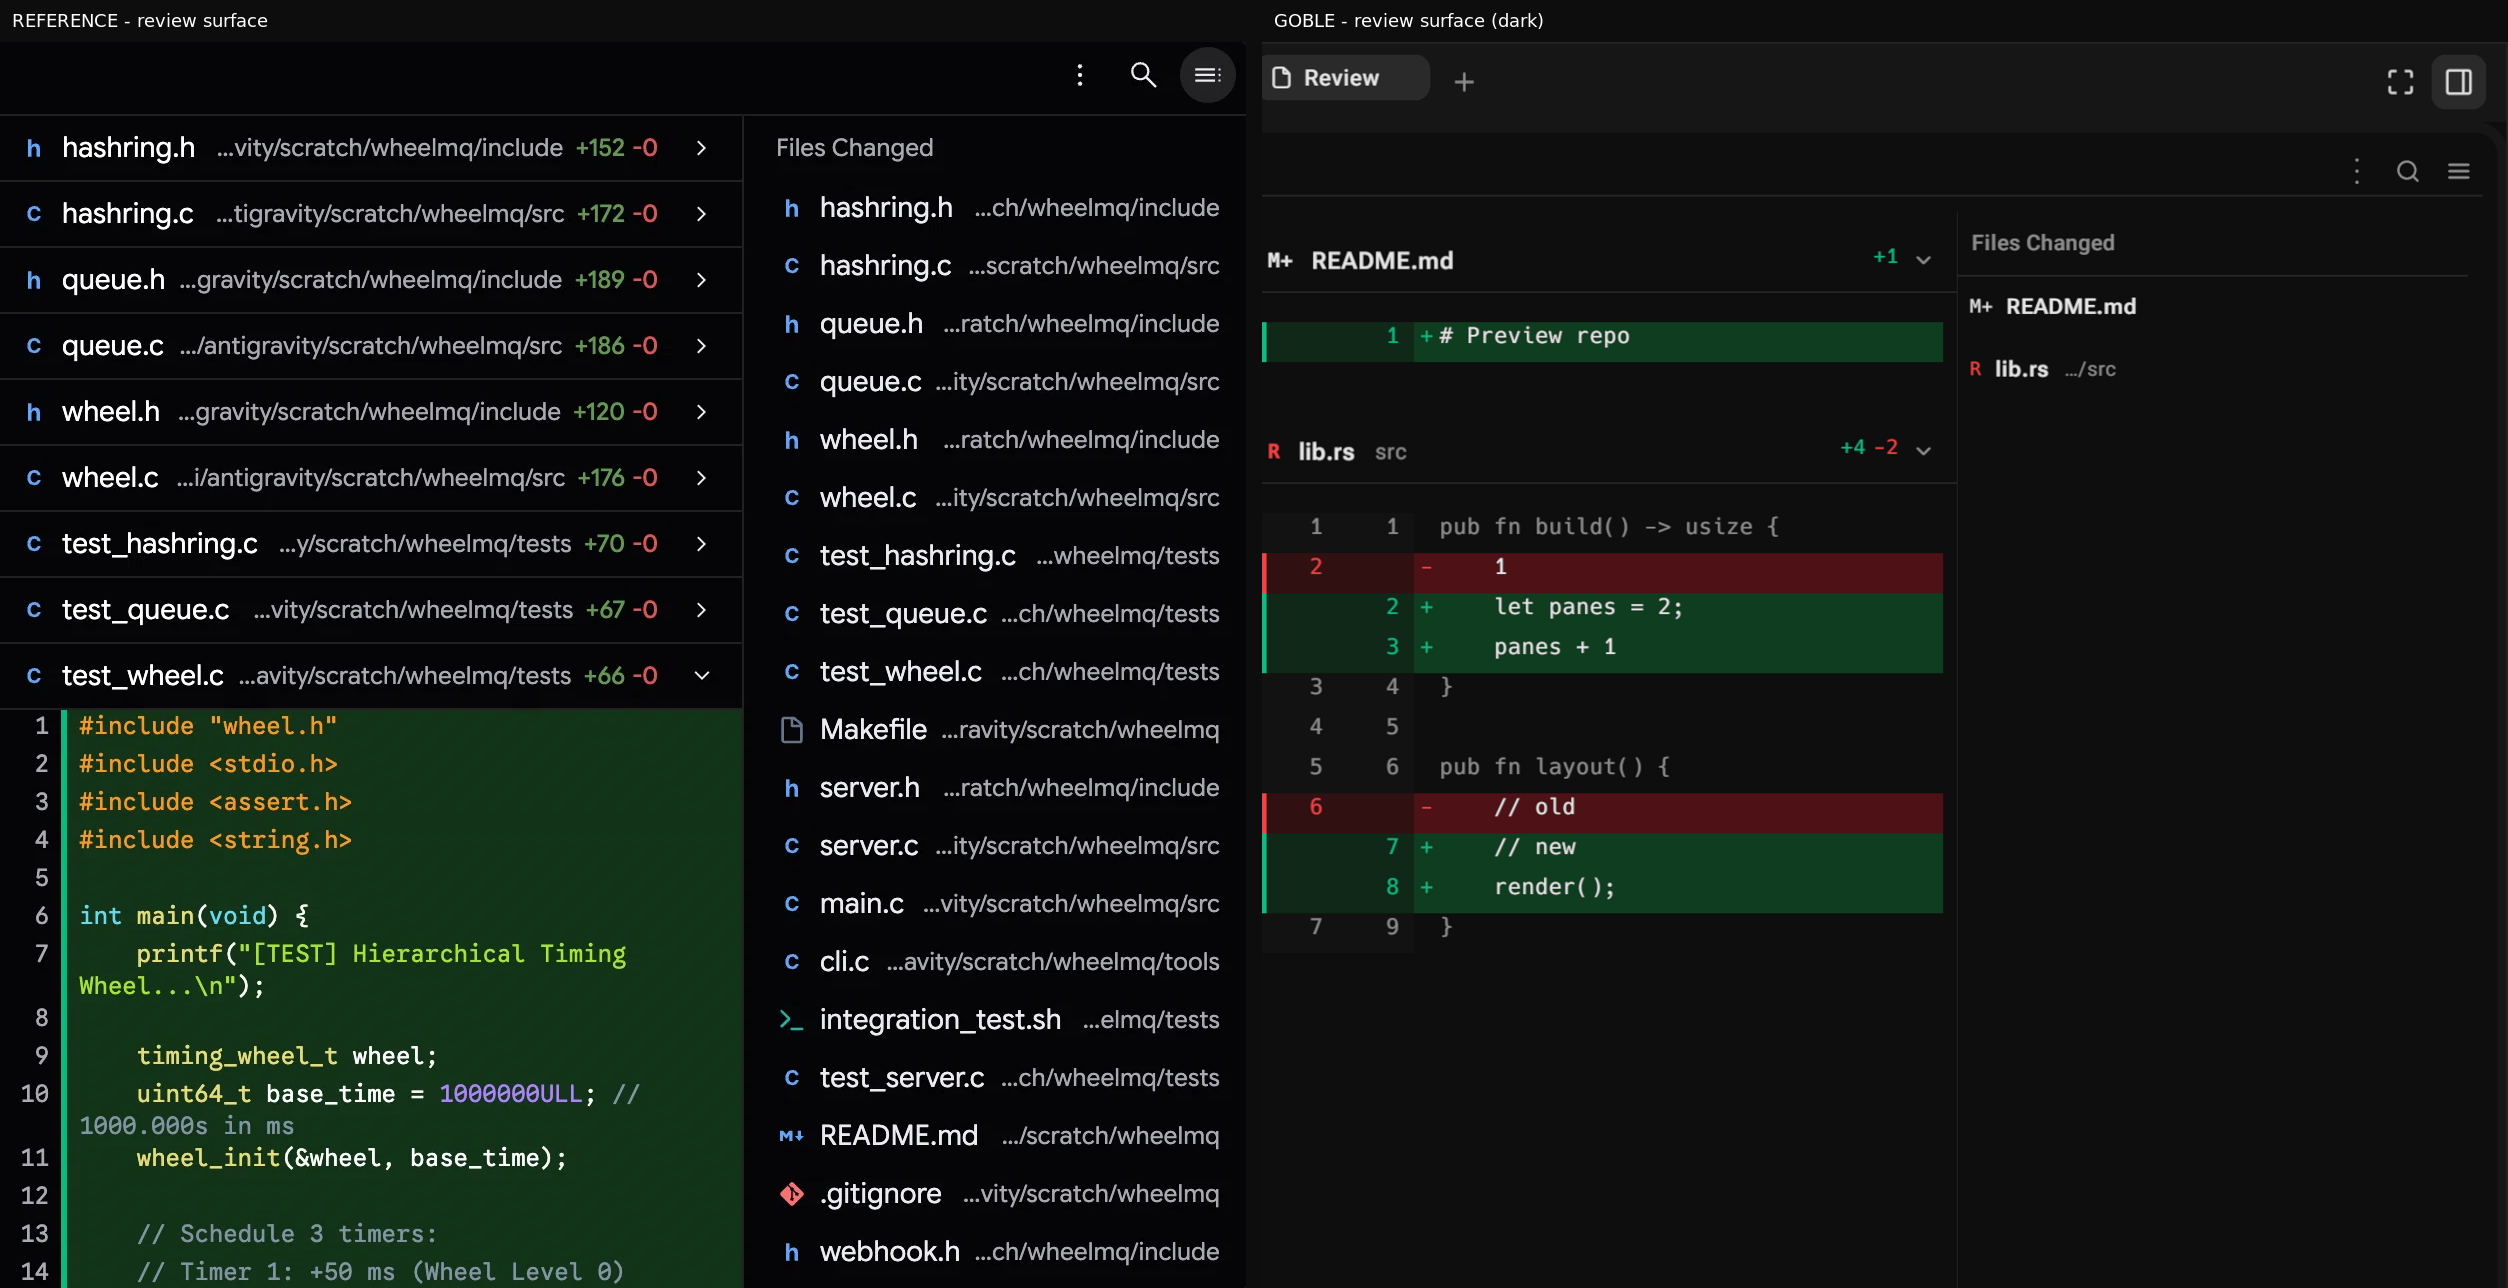 REFERENCE - review surface
h hashring.h ...vity/scratch/wheelmq/include +152 -0
C hashring.c ...tigravity/scratch/wheelmq/src +172 -0
h queue.h ...gravity/scratch/wheelmq/include +189 -0
C queue.c .../antigravity/scratch/wheelmq/src +186 -0
h wheel.h ...gravity/scratch/wheelmq/include +120 -0
C wheel.c ...i/antigravity/scratch/wheelmq/src +176 -0
C test_hashring.c ...y/scratch/wheelmq/tests +70 -0
C test_queue.c ...vity/scratch/wheelmq/tests +67 -0
C test_wheel.c ...avity/scratch/wheelmq/tests +66 -0
1 #include "wheel.h"
2 #include <stdio.h>
3 #include <assert.h>
4 #include <string.h>
5
6 int main(void) {
7 printf("[TEST] Hierarchical Timing
Wheel...\n");
8
9 timing_wheel_t wheel;
10 uint64_t base_time = 1000000ULL; //
1000.000s in ms
11 wheel_init(&wheel, base_time);
12
13 // Schedule 3 timers:
14 // Timer 1: +50 ms (Wheel Level 0)
Files Changed
h hashring.h ...ch/wheelmq/include
C hashring.c ...scratch/wheelmq/src
h queue.h ...ratch/wheelmq/include
C queue.c ...ity/scratch/wheelmq/src
h wheel.h ...ratch/wheelmq/include
C wheel.c ...ity/scratch/wheelmq/src
C test_hashring.c ...wheelmq/tests
C test_queue.c ...ch/wheelmq/tests
C test_wheel.c ...ch/wheelmq/tests
Makefile ...ravity/scratch/wheelmq
h server.h ...ratch/wheelmq/include
C server.c ...ity/scratch/wheelmq/src
C main.c ...vity/scratch/wheelmq/src
C cli.c ...avity/scratch/wheelmq/tools
>_ integration_test.sh ...elmq/tests
C test_server.c ...ch/wheelmq/tests
M↓ README.md .../scratch/wheelmq
.gitignore ...vity/scratch/wheelmq
h webhook.h ...ch/wheelmq/include
GOBLE - review surface (dark)
Review +
M+ README.md +1
1 + # Preview repo
R lib.rs src +4 -2
1 1 pub fn build() -> usize {
2 - 1
2 + let panes = 2;
3 + panes + 1
3 4 }
4 5
5 6 pub fn layout() {
6 - // old
7 + // new
8 + render();
7 9 }
Files Changed
M+ README.md
R lib.rs .../src